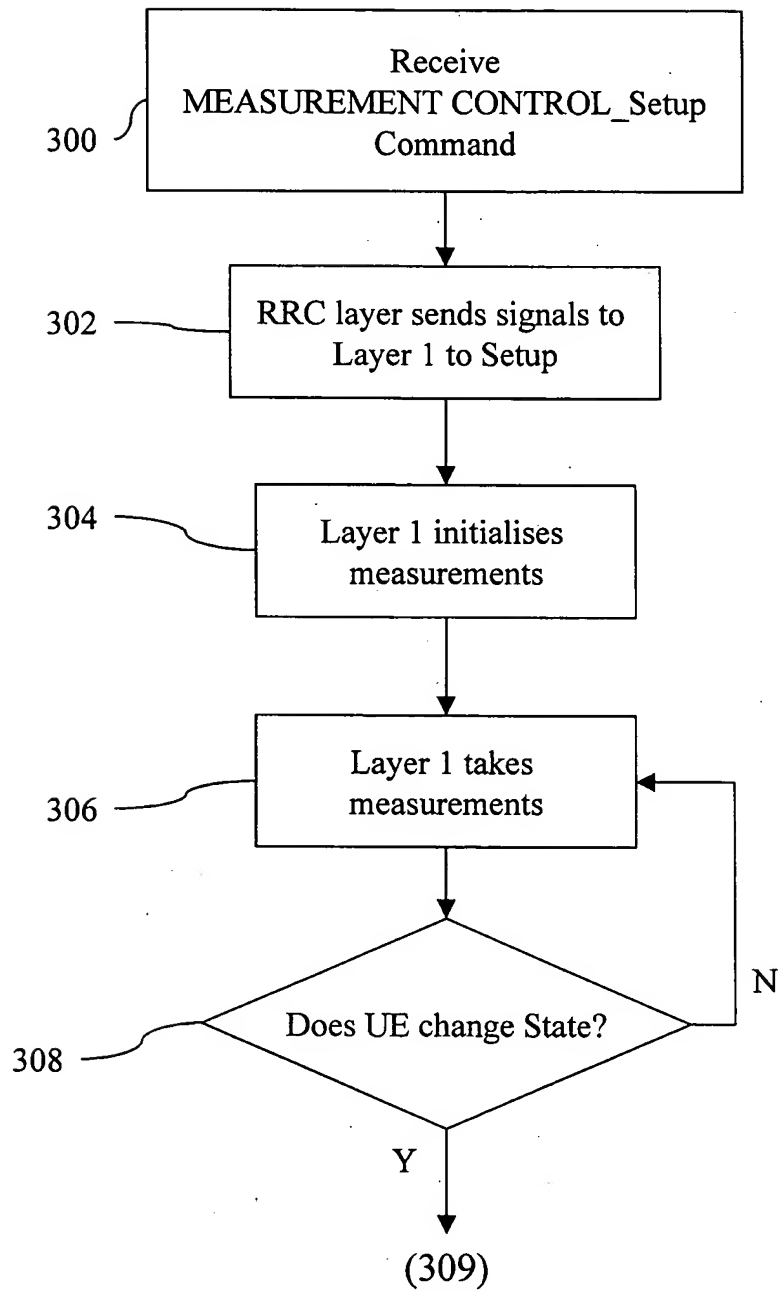 Receive
MEASUREMENT CONTROL_Setup
Command
300
RRC layer sends signals to
Layer 1 to Setup
302
Layer 1 initialises
measurements
304
Layer 1 takes
measurements
306
N
Does UE change State?
308
Y
(309)